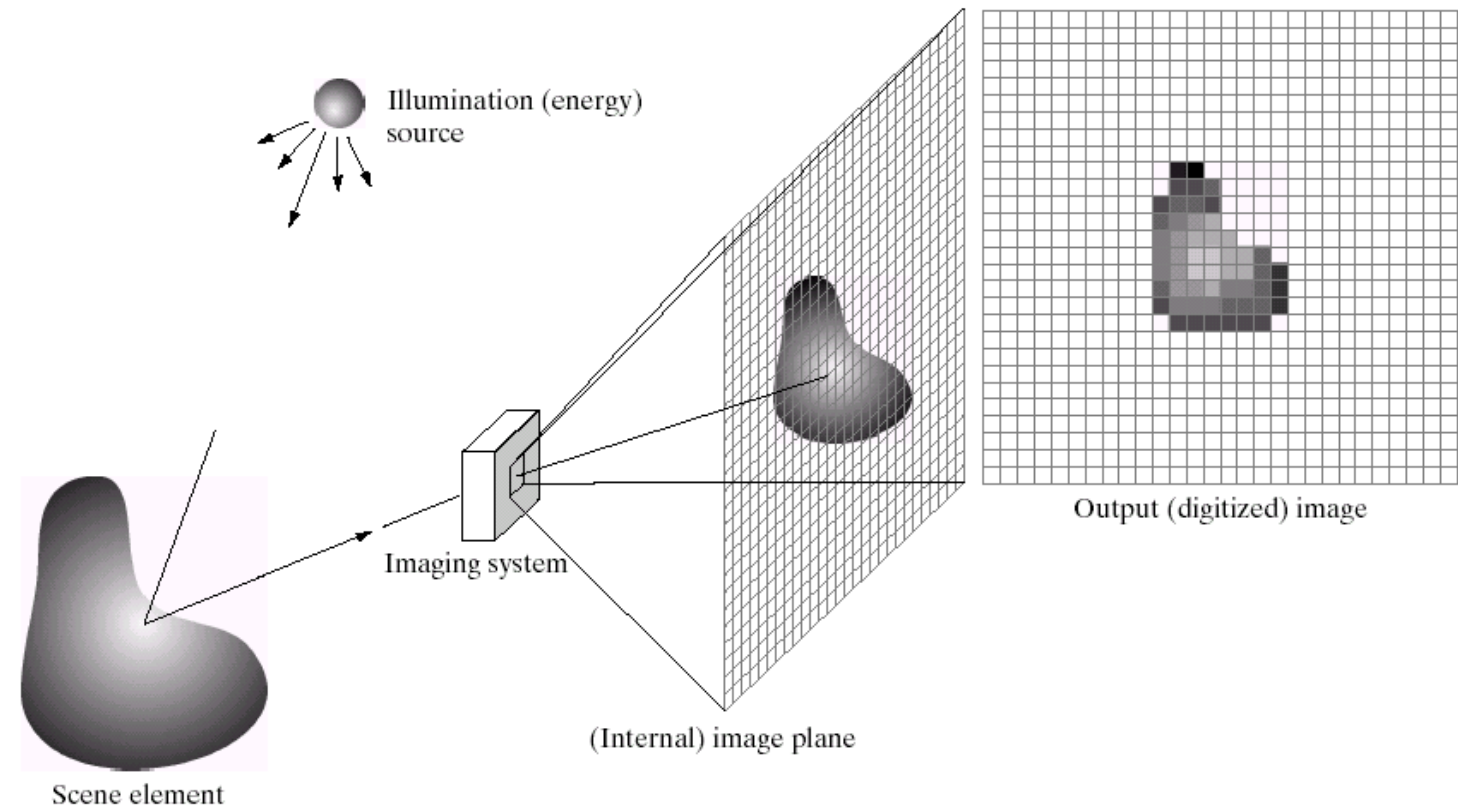 Illumination (energy)
source
Output (digitized) image
Imaging system
(Internal) image plane
Scene element